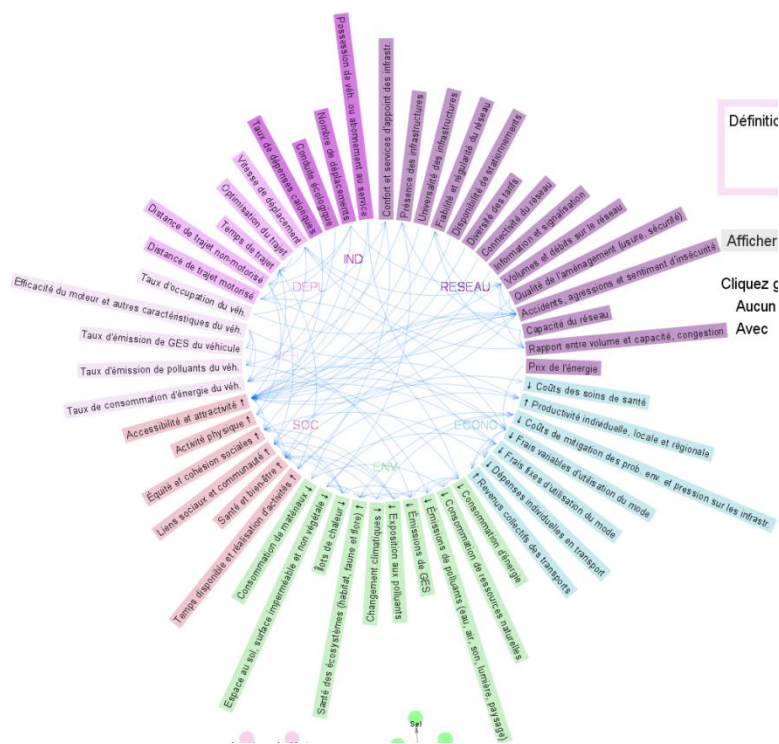 Possession de véh. ou abonnement au service
Confort et services d'appoint des infrastr.
Présence des infrastructures
Universalité des infrastructures
Fiabilité et régularité du réseau
Disponibilité de stationnements
Diversité des tarifs
Connectivité du réseau
Information et signalisation
Volumes et débits sur le réseau
Qualité de l'aménagement (usure, sécurité)
Accidents, agressions et sentiment d'insécurité
Capacité du réseau
Rapport entre volume et capacité, congestion
Prix de l'énergie
↓ Coûts des soins de santé
↑ Productivité individuelle, locale et régionale
↓ Coûts de mitigation des prob. env. et pression sur les infrastr.
↓ Frais variables d'utilisation du mode
↓ Frais fixes d'utilisation du mode
↓ Dépenses individuelles en transport
↑ Revenus collectifs des transports
Consommation d'énergie
↓ Consommation de ressources naturelles
↓ Émissions de polluants (eau, air, son, lumière, paysage)
↓ Émissions de GES
↓ Exposition aux polluants
Changement climatiques ↓
Santé des écosystèmes (habitat, faune et flore) ↑
Îlots de chaleur ↓
Espace au sol, surface imperméable et non végétale ↓
Consommation de matériaux ↓
Temps disponible et réalisation d'activités ↑
Santé et bien-être ↑
Liens sociaux et communauté ↑
Équité et cohésion sociales ↑
Activité physique ↑
Accessibilité et attractivité ↑
Taux de consommation d'énergie du véh.
Taux d'émission de polluants du véh.
Taux d'émission de GES du véhicule
Efficacité du moteur et autres caractéristiques du véh.
Taux d'occupation du véh.
Distance de trajet motorisé
Distance de trajet non-motorisé
Temps de trajet
Optimisation du trajet
Vitesse de déplacement
Taux de dépenses caloriques
Conduite écologique
Nombre de déplacements
IND
DEPL
RESEAU
SOC
ECONO
ENV
Définitio
Afficher
Cliquez g
Aucun
Avec
Sol